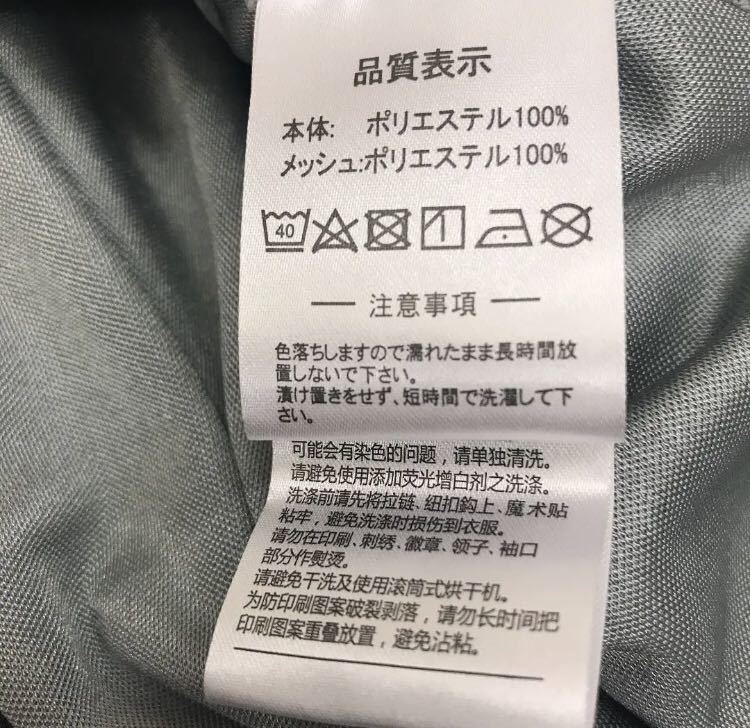 品質表示
本体: ポリエステル100%
メッシュ:ポリエステル100%
40
注意事項
色落ちしますので濡れたまま長時間放
置しないで下さい。
漬け置きをせず、短時間で洗濯して下
さい。
可能会有染色的问题，请单独清洗。
请避免使用添加荧光增白剂之洗涤。
洗涤前请先将拉链、纽扣鈎上、魔术贴
粘牢，避免洗涤时损伤到衣服。
请勿在印刷、刺绣、徽章、领子、袖口
部分作熨烫。
请避免干洗及使用滚筒式烘干机。
为防印刷图案破裂剥落，请勿长时间把
印刷图案重叠放置，避免沾粘。